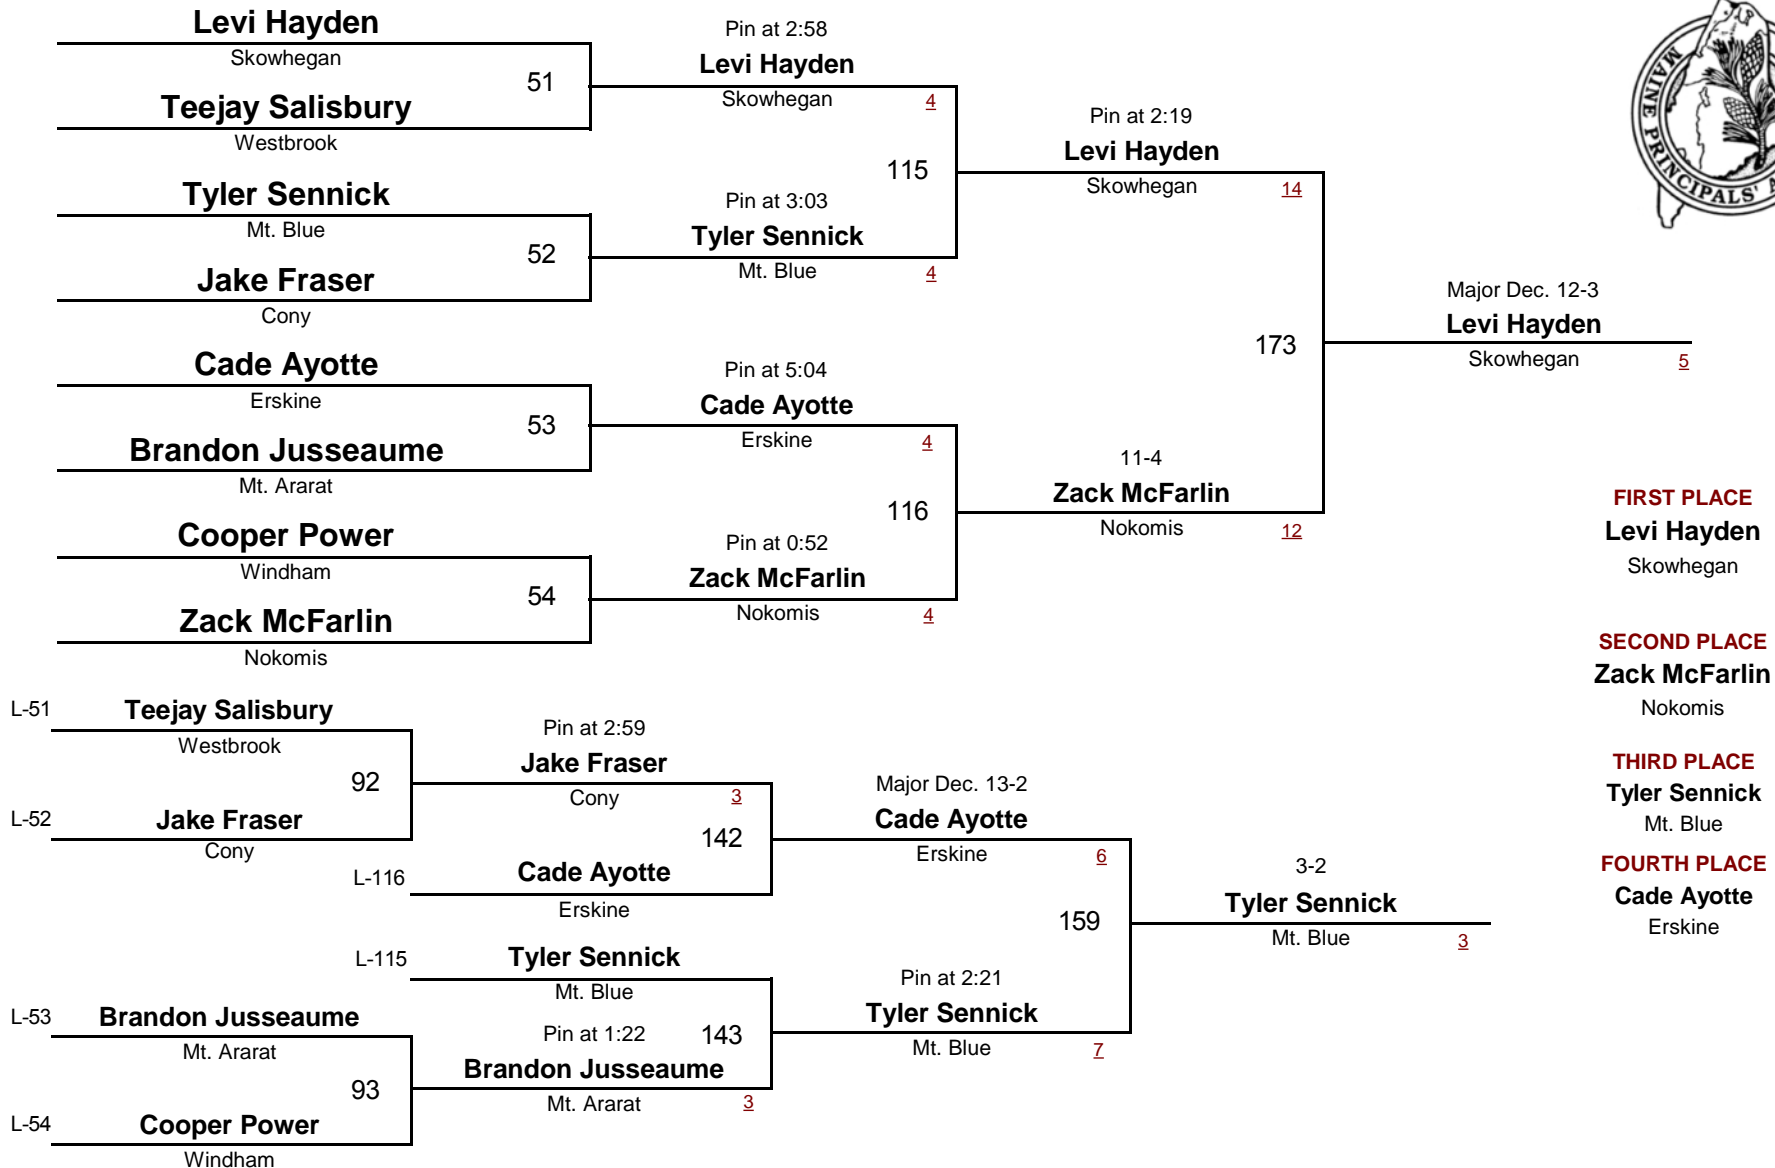 Levi Hayden
Skowhegan
51
Teejay Salisbury
Westbrook
Tyler Sennick
Mt. Blue
52
Jake Fraser
Cony
Cade Ayotte
Erskine
53
Brandon Jusseaume
Mt. Ararat
Cooper Power
Windham
54
Zack McFarlin
Nokomis
Pin at 2:58
Levi Hayden
Skowhegan 4
115
Pin at 3:03
Tyler Sennick
Mt. Blue 4
Pin at 5:04
Cade Ayotte
Erskine 4
116
Pin at 0:52
Zack McFarlin
Nokomis 4
Pin at 2:19
Levi Hayden
Skowhegan 14
173
11-4
Zack McFarlin
Nokomis 12
Major Dec. 12-3
Levi Hayden
Skowhegan 5
MAINE PRINCIPALS' A
FIRST PLACE
Levi Hayden
Skowhegan
SECOND PLACE
Zack McFarlin
Nokomis
THIRD PLACE
Tyler Sennick
Mt. Blue
FOURTH PLACE
Cade Ayotte
Erskine
L-51 Teejay Salisbury
Westbrook
92
L-52 Jake Fraser
Cony
Pin at 2:59
Jake Fraser
Cony 3
142
L-116 Cade Ayotte
Erskine
L-115 Tyler Sennick
Mt. Blue
143
L-53 Brandon Jusseaume
Mt. Ararat
93
L-54 Cooper Power
Windham
Pin at 1:22
Brandon Jusseaume
Mt. Ararat 3
Major Dec. 13-2
Cade Ayotte
Erskine 6
159
Pin at 2:21
Tyler Sennick
Mt. Blue 7
3-2
Tyler Sennick
Mt. Blue 3